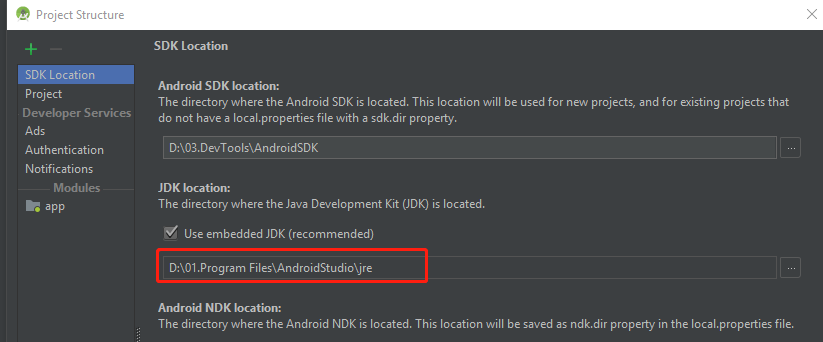 Project Structure
SDK Location
Project
Developer Services
Ads
Authentication
Notifications
Modules
app
SDK Location
Android SDK location:
The directory where the Android SDK is located. This location will be used for new projects, and for existing projects that
do not have a local.properties file with a sdk.dir property.
D:\03.DevTools\AndroidSDK
...
JDK location:
The directory where the Java Development Kit (JDK) is located.
Use embedded JDK (recommended)
D:\01.Program Files\AndroidStudio\jre
...
Android NDK location:
The directory where the Android NDK is located. This location will be saved as ndk.dir property in the local.properties file.